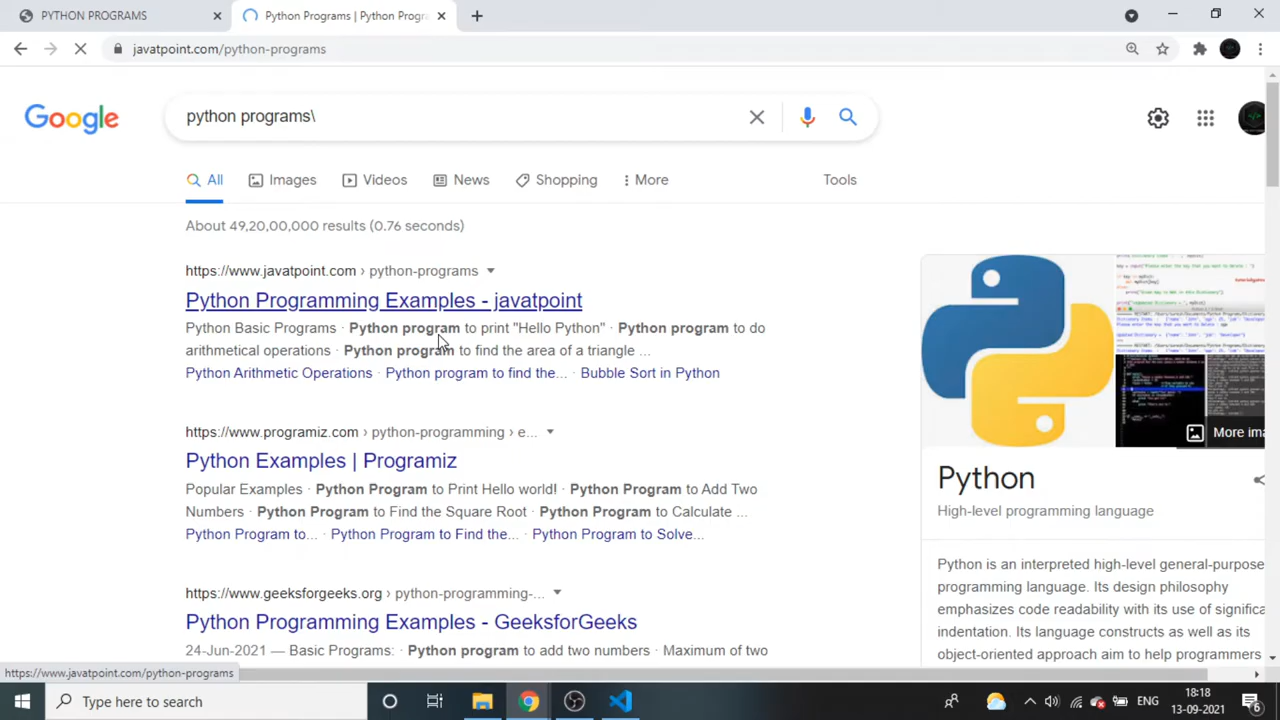 PYTHON PROGRAMS
Python Programs | Python Progr
javatpoint.com/python-programs
Google
python programs\
All
Images
Videos
News
Shopping
More
Tools
About 49,20,00,000 results (0.76 seconds)
https://www.javatpoint.com › python-programs
Python Programming Examples - javatpoint
Python Basic Programs · Python program to print "Hello Python" · Python program to do
arithmetical operations · Python program to find the area of a triangle ...
Python Arithmetic Operations · Python program to find the... · Bubble Sort in Python
https://www.programiz.com › python-programming › e...
Python Examples | Programiz
Popular Examples · Python Program to Print Hello world! · Python Program to Add Two
Numbers · Python Program to Find the Square Root · Python Program to Calculate ...
Python Program to... · Python Program to Find the... · Python Program to Solve...
https://www.geeksforgeeks.org › python-programming-...
Python Programming Examples - GeeksforGeeks
24-Jun-2021 — Basic Programs: · Python program to add two numbers · Maximum of two
More ima
Python
High-level programming language
Python is an interpreted high-level general-purpose
programming language. Its design philosophy
emphasizes code readability with its use of significa
indentation. Its language constructs as well as its
object-oriented approach aim to help programmers
https://www.javatpoint.com/python-programs
Type here to search
ENG
18:18
13-09-2021
6